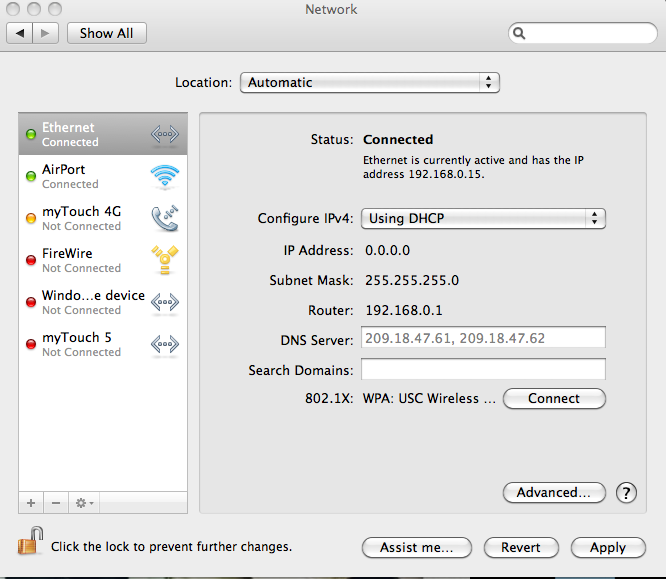 Network
Show All
Location: Automatic
Ethernet
Connected
AirPort
Connected
myTouch 4G
Not Connected
FireWire
Not Connected
Windo...e device
Not Connected
myTouch 5
Not Connected
Status: Connected
Ethernet is currently active and has the IP
address 192.168.0.15.
Configure IPv4: Using DHCP
IP Address: 0.0.0.0
Subnet Mask: 255.255.255.0
Router: 192.168.0.1
DNS Server: 209.18.47.61, 209.18.47.62
Search Domains:
802.1X: WPA: USC Wireless ... Connect
Advanced... ?
Click the lock to prevent further changes.
Assist me... Revert Apply